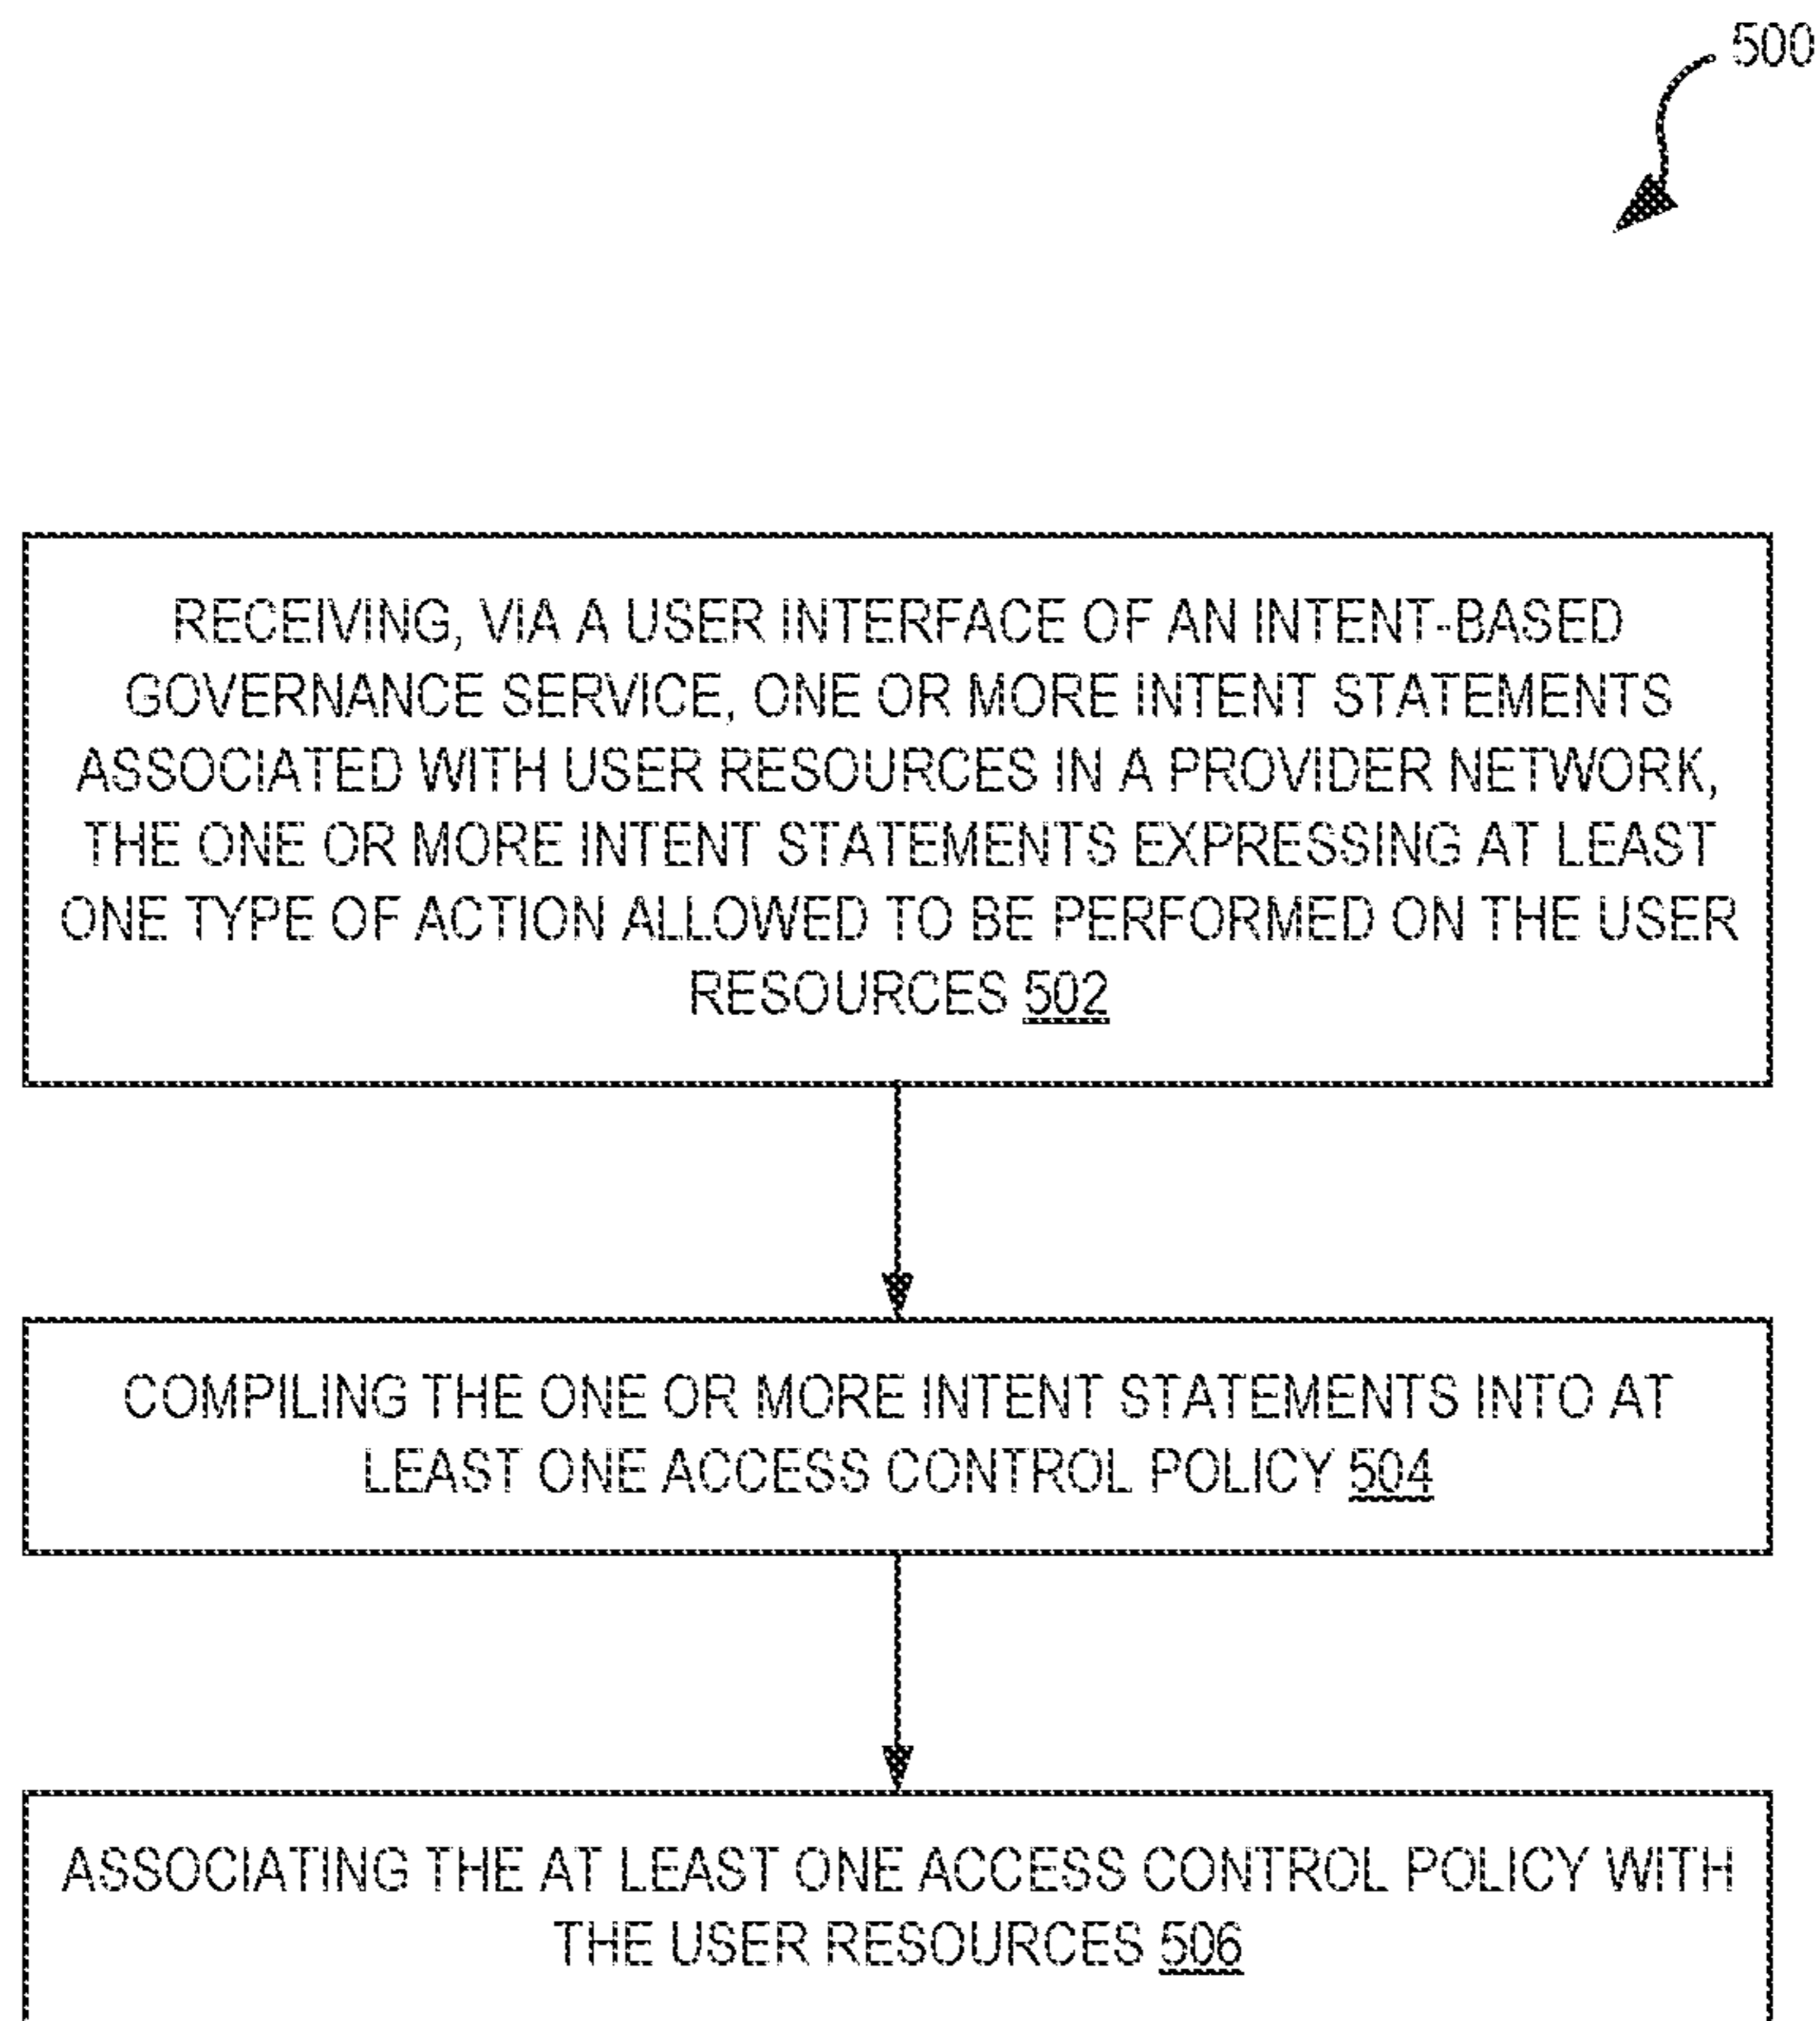 500
RECEIVING, VIA A USER INTERFACE OF AN INTENT-BASED
GOVERNANCE SERVICE, ONE OR MORE INTENT STATEMENTS
ASSOCIATED WITH USER RESOURCES IN A PROVIDER NETWORK,
THE ONE OR MORE INTENT STATEMENTS EXPRESSING AT LEAST
ONE TYPE OF ACTION ALLOWED TO BE PERFORMED ON THE USER
RESOURCES 502
COMPILING THE ONE OR MORE INTENT STATEMENTS INTO AT
LEAST ONE ACCESS CONTROL POLICY 504
ASSOCIATING THE AT LEAST ONE ACCESS CONTROL POLICY WITH
THE USER RESOURCES 506